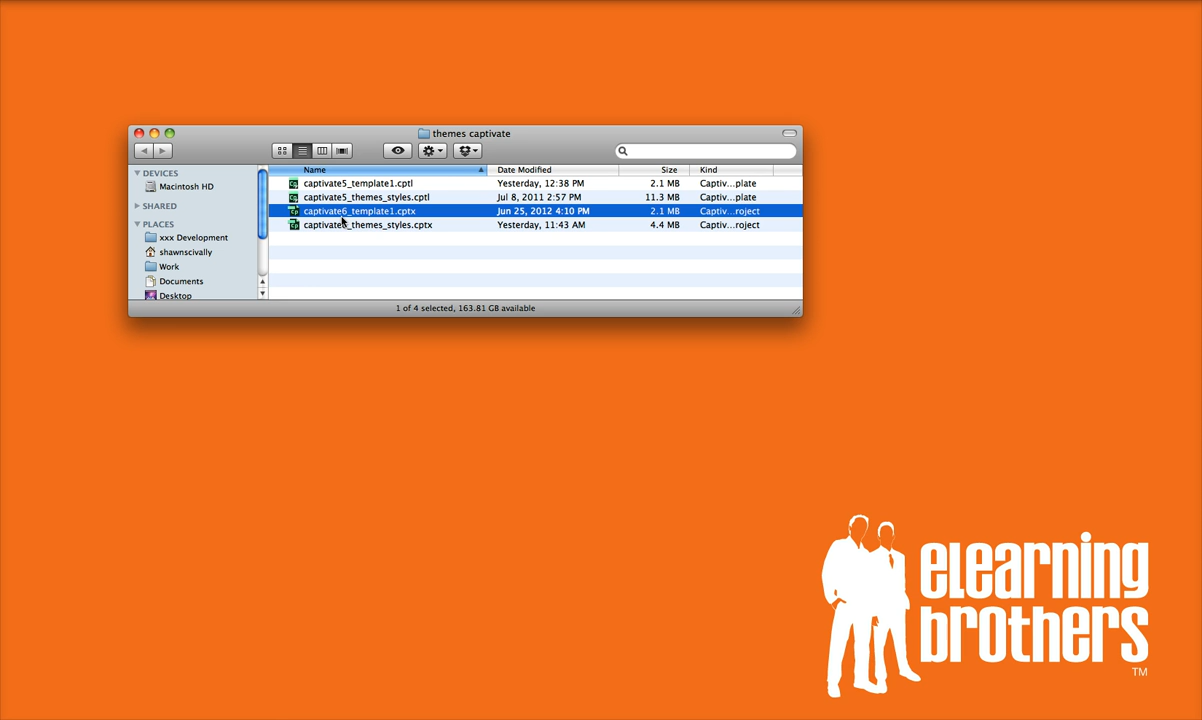 themes captivate
DEVICES
Macintosh HD
SHARED
PLACES
xxx Development
shawnscivally
Work
Documents
Desktop
Name Date Modified Size Kind
captivate5_template1.cptl Yesterday, 12:38 PM 2.1 MB Captiv...plate
captivate5_themes_styles.cptl Jul 8, 2011 2:57 PM 11.3 MB Captiv...plate
captivate6_template1.cptx Jun 25, 2012 4:10 PM 2.1 MB Captiv...roject
captivate6_themes_styles.cptx Yesterday, 11:43 AM 4.4 MB Captiv...roject
1 of 4 selected, 163.81 GB available
eLearning
brothers
TM